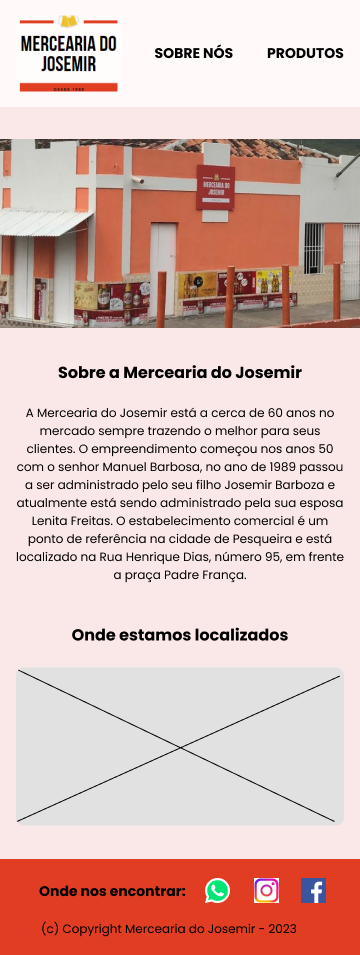 MERCEARIA DO
JOSEMIR
DESDE 1989
SOBRE NÓS
PRODUTOS
MERCEARIA DO
JOSEMIR
Sobre a Mercearia do Josemir
A Mercearia do Josemir está a cerca de 60 anos no
mercado sempre trazendo o melhor para seus
clientes. O empreendimento começou nos anos 50
com o senhor Manuel Barbosa, no ano de 1989 passou
a ser administrado pelo seu filho Josemir Barboza e
atualmente está sendo administrado pela sua esposa
Lenita Freitas. O estabelecimento comercial é um
ponto de referência na cidade de Pesqueira e está
localizado na Rua Henrique Dias, número 95, em frente
a praça Padre França.
Onde estamos localizados
Onde nos encontrar:
(c) Copyright Mercearia do Josemir - 2023